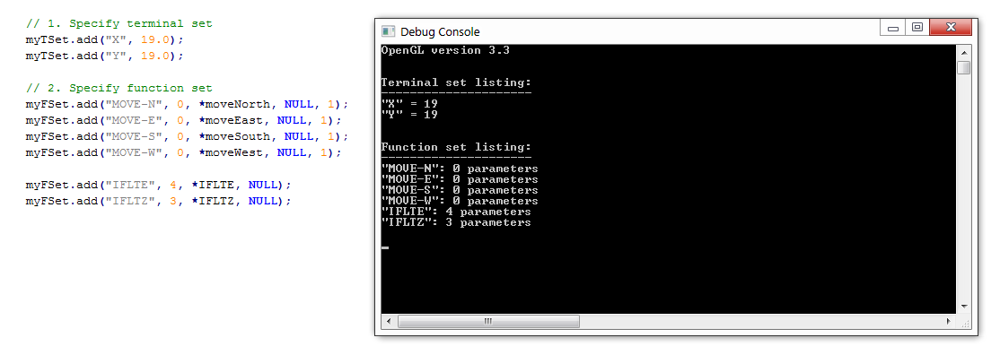 // 1. Specify terminal set
myTSet.add("X", 19.0);
myTSet.add("Y", 19.0);
// 2. Specify function set
myFSet.add("MOVE-N", 0, *moveNorth, NULL, 1);
myFSet.add("MOVE-E", 0, *moveEast, NULL, 1);
myFSet.add("MOVE-S", 0, *moveSouth, NULL, 1);
myFSet.add("MOVE-W", 0, *moveWest, NULL, 1);
myFSet.add("IFLTE", 4, *IFLTE, NULL);
myFSet.add("IFLTZ", 3, *IFLTZ, NULL);
Debug Console
OpenGL version 3.3
Terminal set listing:
---------------------
"X" = 19
"Y" = 19
Function set listing:
---------------------
"MOVE-N": 0 parameters
"MOVE-E": 0 parameters
"MOVE-S": 0 parameters
"MOVE-W": 0 parameters
"IFLTE": 4 parameters
"IFLTZ": 3 parameters